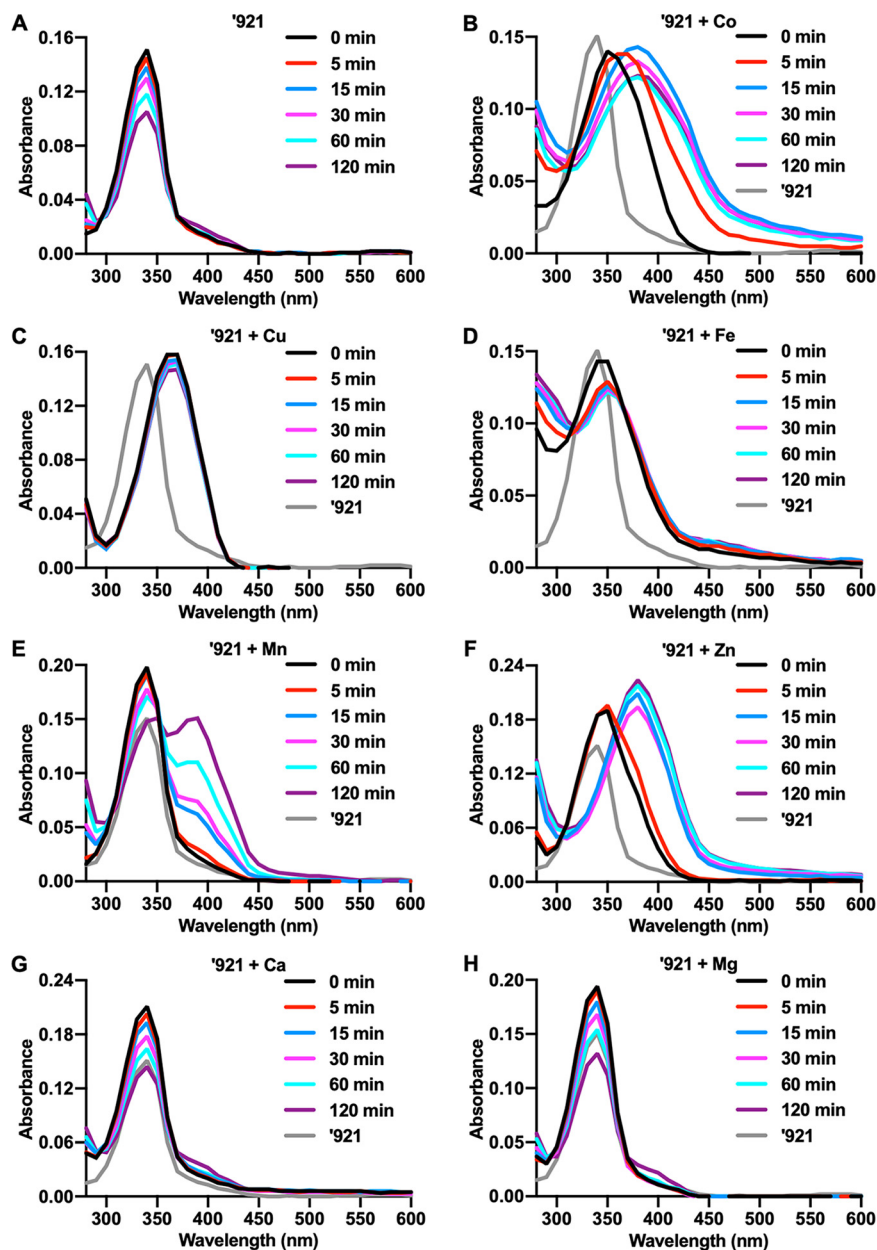 A '921
0 min
5 min
15 min
30 min
60 min
120 min
Absorbance
0.16
0.12
0.08
0.04
0.00
300 350 400 450 500 550 600
Wavelength (nm)
B '921 + Co
0 min
5 min
15 min
30 min
60 min
120 min
'921
Absorbance
0.15
0.10
0.05
0.00
300 350 400 450 500 550 600
Wavelength (nm)
C '921 + Cu
0 min
5 min
15 min
30 min
60 min
120 min
'921
Absorbance
0.16
0.12
0.08
0.04
0.00
300 350 400 450 500 550 600
Wavelength (nm)
D '921 + Fe
0 min
5 min
15 min
30 min
60 min
120 min
'921
Absorbance
0.15
0.10
0.05
0.00
300 350 400 450 500 550 600
Wavelength (nm)
E '921 + Mn
0 min
5 min
15 min
30 min
60 min
120 min
'921
Absorbance
0.20
0.15
0.10
0.05
0.00
300 350 400 450 500 550 600
Wavelength (nm)
F '921 + Zn
0 min
5 min
15 min
30 min
60 min
120 min
'921
Absorbance
0.24
0.18
0.12
0.06
0.00
300 350 400 450 500 550 600
Wavelength (nm)
G '921 + Ca
0 min
5 min
15 min
30 min
60 min
120 min
'921
Absorbance
0.24
0.18
0.12
0.06
0.00
300 350 400 450 500 550 600
Wavelength (nm)
H '921 + Mg
0 min
5 min
15 min
30 min
60 min
120 min
'921
Absorbance
0.20
0.15
0.10
0.05
0.00
300 350 400 450 500 550 600
Wavelength (nm)